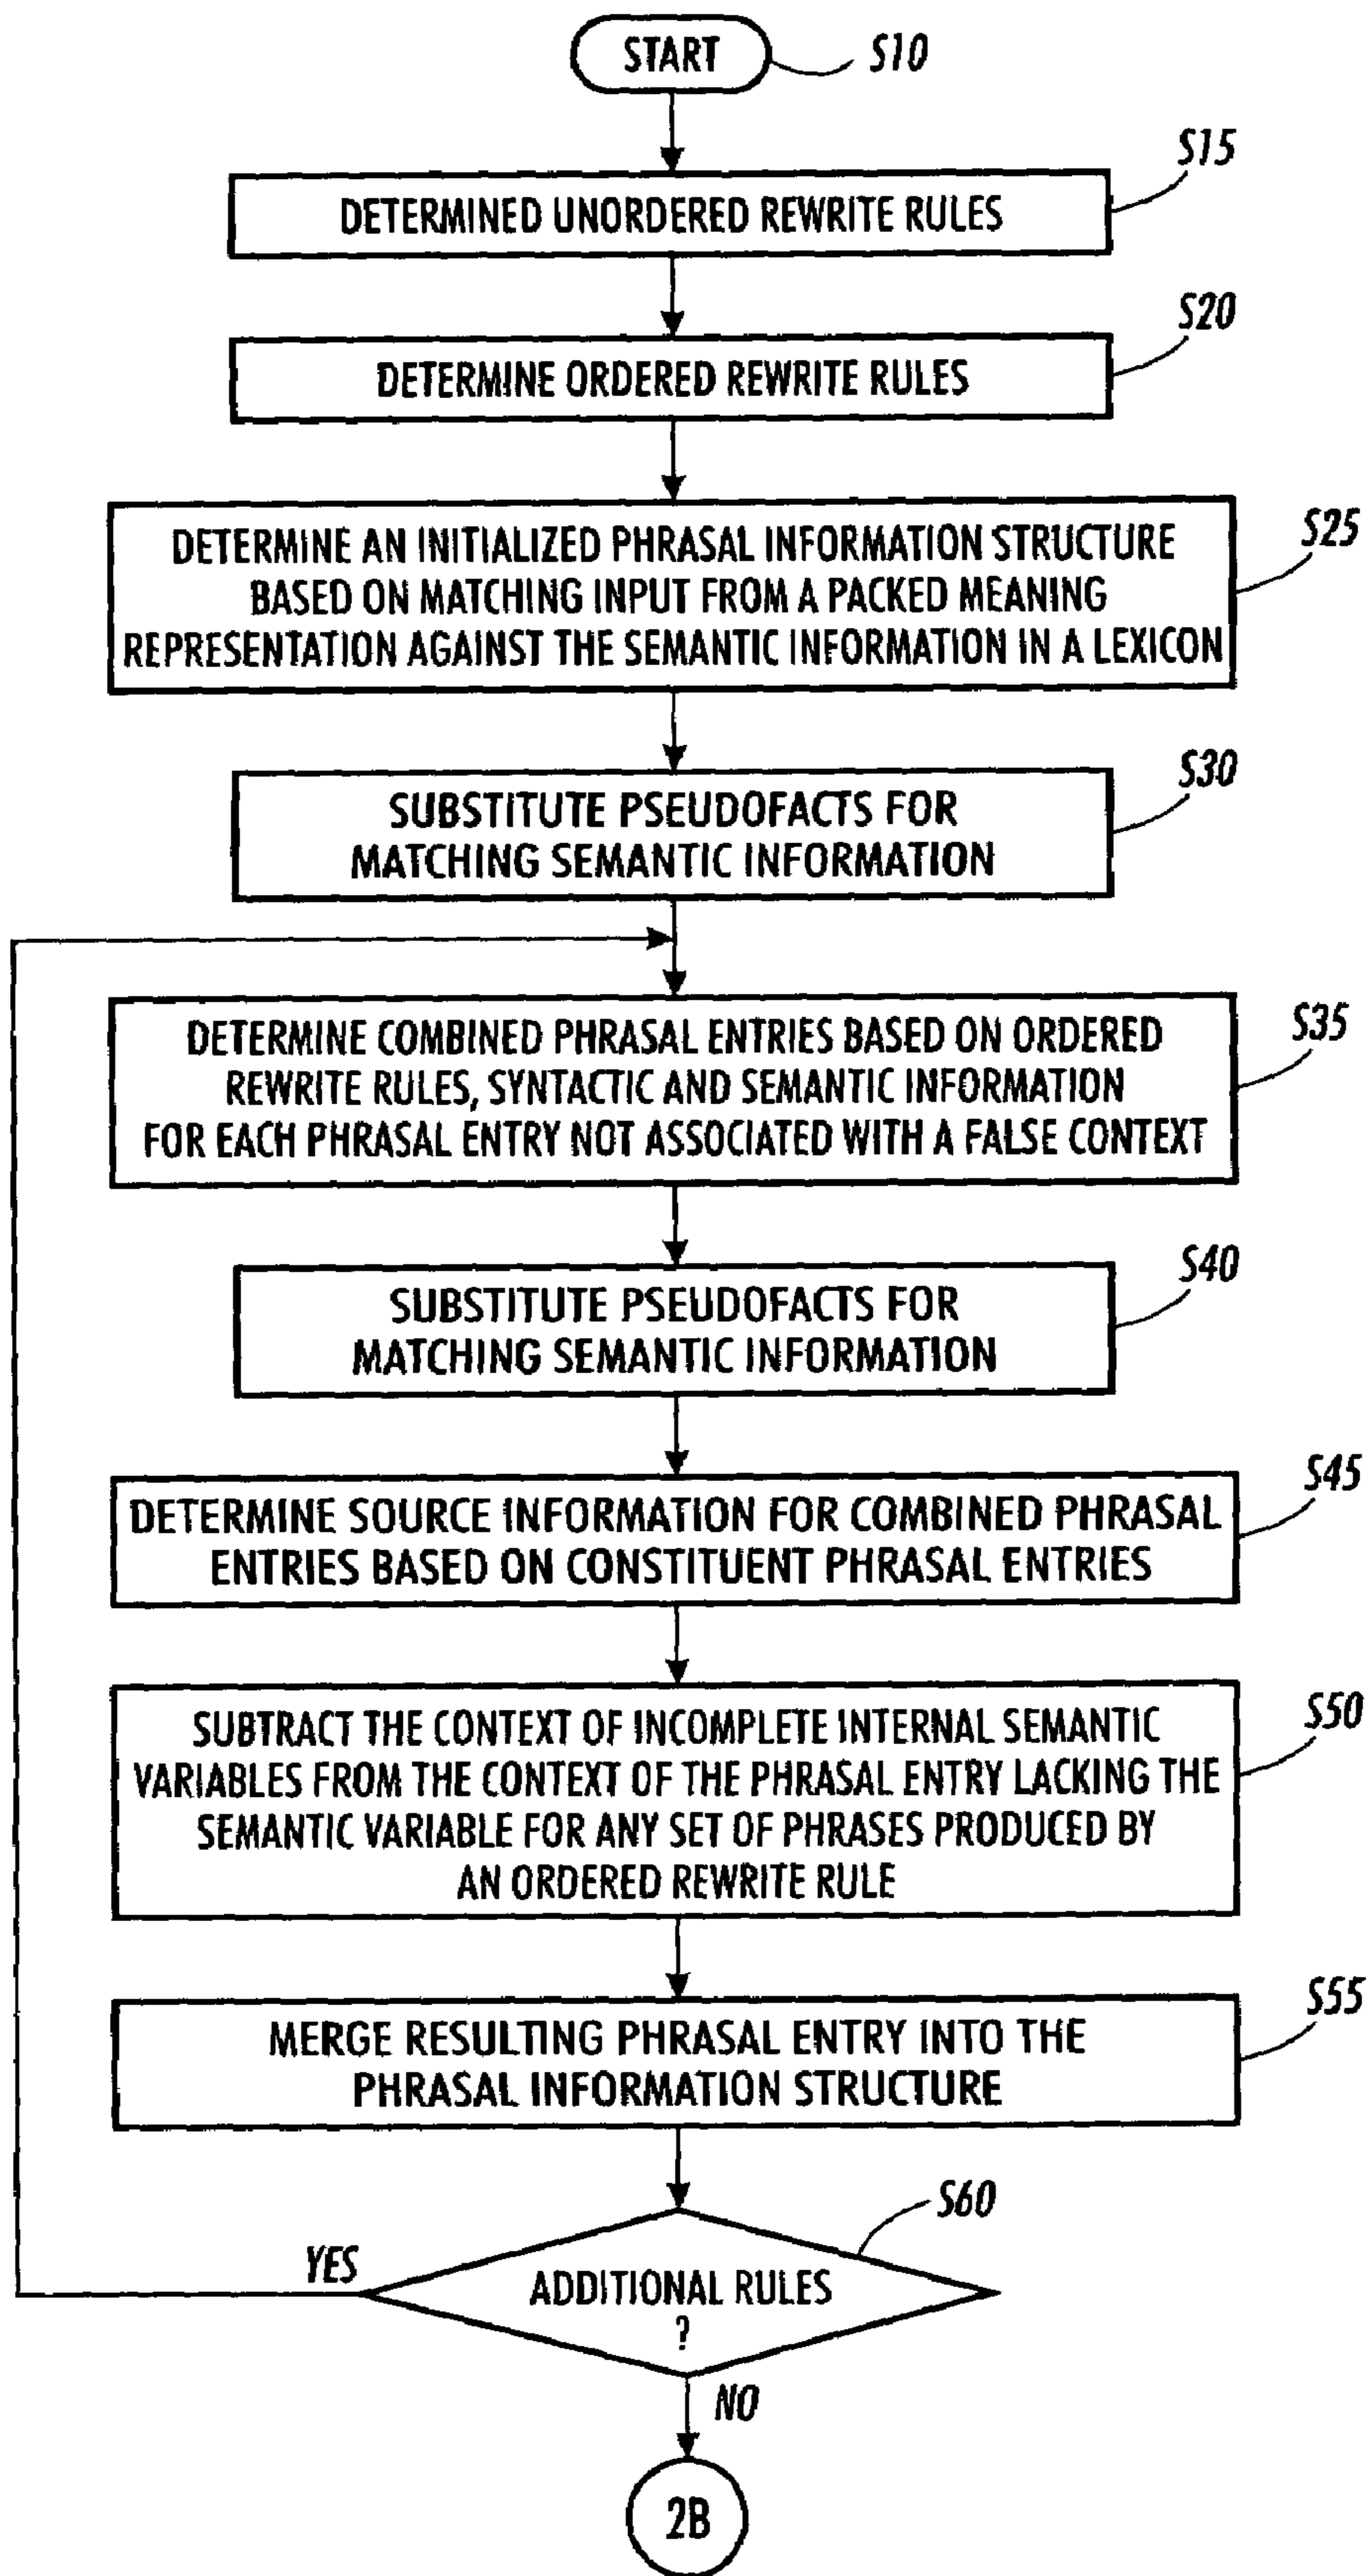 START
S10
S15
DETERMINED UNORDERED REWRITE RULES
S20
DETERMINE ORDERED REWRITE RULES
S25
DETERMINE AN INITIALIZED PHRASAL INFORMATION STRUCTURE
BASED ON MATCHING INPUT FROM A PACKED MEANING
REPRESENTATION AGAINST THE SEMANTIC INFORMATION IN A LEXICON
S30
SUBSTITUTE PSEUDOFACTS FOR
MATCHING SEMANTIC INFORMATION
S35
DETERMINE COMBINED PHRASAL ENTRIES BASED ON ORDERED
REWRITE RULES, SYNTACTIC AND SEMANTIC INFORMATION
FOR EACH PHRASAL ENTRY NOT ASSOCIATED WITH A FALSE CONTEXT
S40
SUBSTITUTE PSEUDOFACTS FOR
MATCHING SEMANTIC INFORMATION
S45
DETERMINE SOURCE INFORMATION FOR COMBINED PHRASAL
ENTRIES BASED ON CONSTITUENT PHRASAL ENTRIES
S50
SUBTRACT THE CONTEXT OF INCOMPLETE INTERNAL SEMANTIC
VARIABLES FROM THE CONTEXT OF THE PHRASAL ENTRY LACKING THE
SEMANTIC VARIABLE FOR ANY SET OF PHRASES PRODUCED BY
AN ORDERED REWRITE RULE
S55
MERGE RESULTING PHRASAL ENTRY INTO THE
PHRASAL INFORMATION STRUCTURE
S60
YES
ADDITIONAL RULES
?
NO
2B